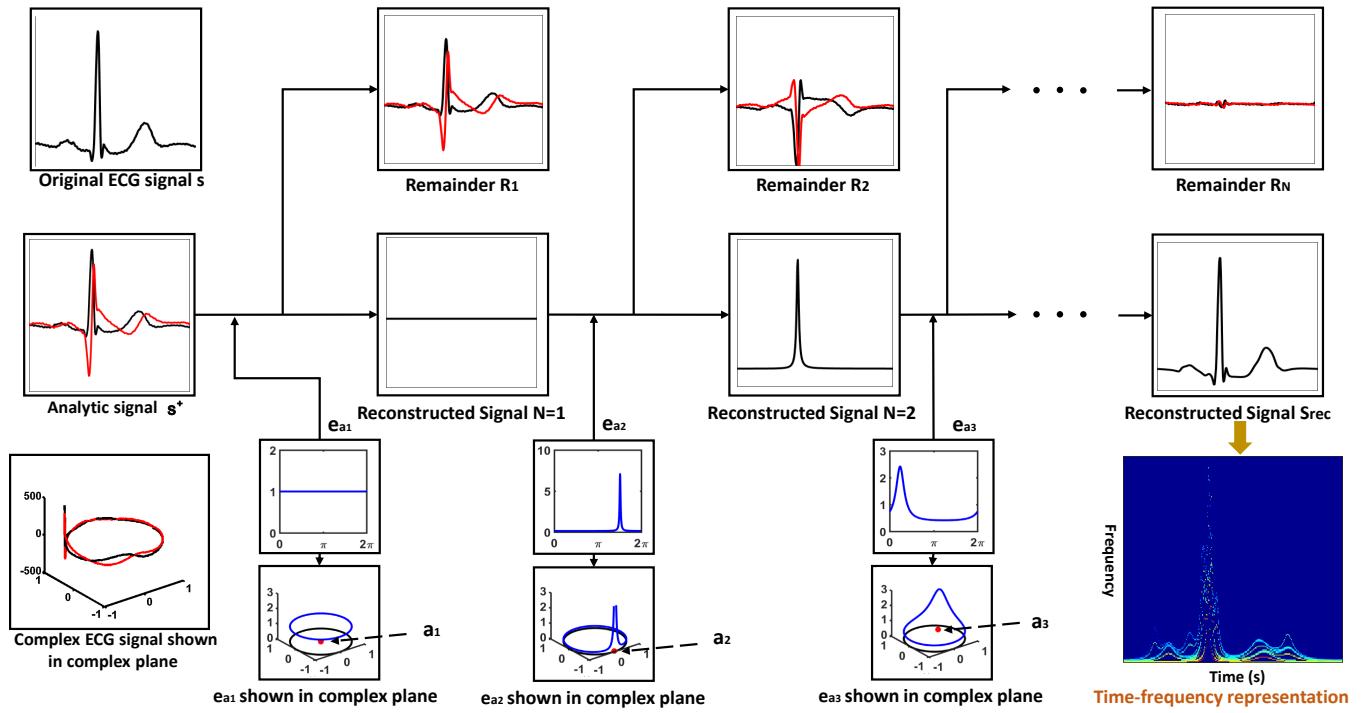 Original ECG signal s
Remainder R1
Remainder R2
Remainder RN
Analytic signal s+
Reconstructed Signal N=1
Reconstructed Signal N=2
Reconstructed Signal Srec
ea1
ea2
ea3
2
1
0
0 π 2π
10
5
0
0 π 2π
3
2
1
0
0 π 2π
500
0
-500
1
0
-1
-1
0
1
Complex ECG signal shown
in complex plane
3
2
1
0
1
0
-1
-1
0
1
a1
ea1 shown in complex plane
3
2
1
0
1
0
-1
-1
0
1
a2
ea2 shown in complex plane
3
2
1
0
1
0
-1
-1
0
1
a3
ea3 shown in complex plane
Frequency
Time (s)
Time-frequency representation